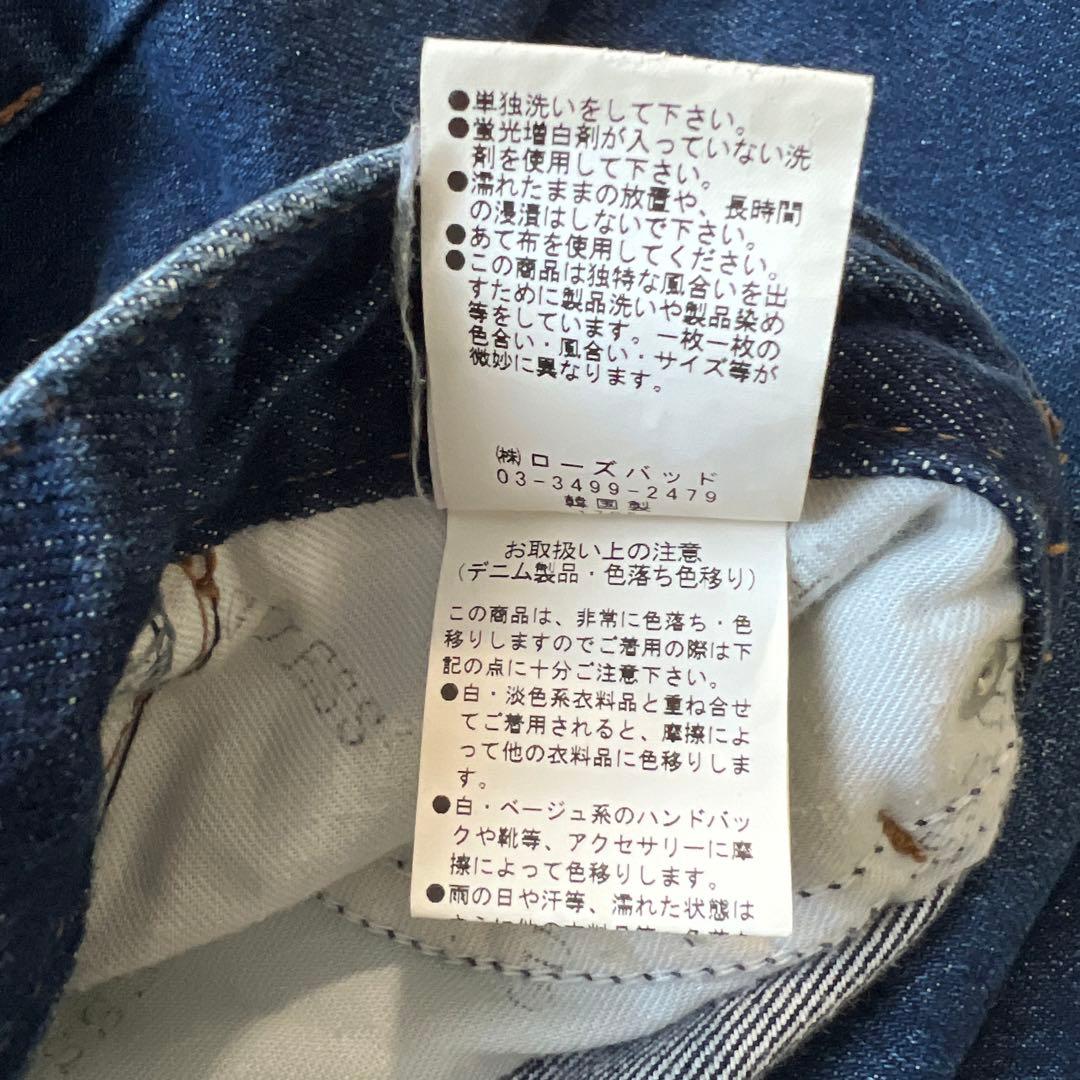 ●単独洗いをして下さい。
●蛍光増白剤が入っていない洗
剤を使用して下さい。
●濡れたままの放置や、長時間
の浸漬はしないで下さい。
●あて布を使用してください。
●この商品は独特な風合いを出
すために製品洗いや製品染め
等をしています。一枚一枚の
色合い・風合い・サイズ等が
微妙に異なります。
㈱ローズバッド
03-3499-2479
韓国製
お取扱い上の注意
(デニム製品・色落ち色移り)
この商品は、非常に色落ち・色
移りしますのでご着用の際は下
記の点に十分ご注意下さい。
●白・淡色系衣料品と重ね合せ
てご着用されると、摩擦によ
って他の衣料品に色移りしま
す。
●白・ベージュ系のハンドバッ
クや靴等、アクセサリーに摩
擦によって色移りします。
●雨の日や汗等、濡れた状態は